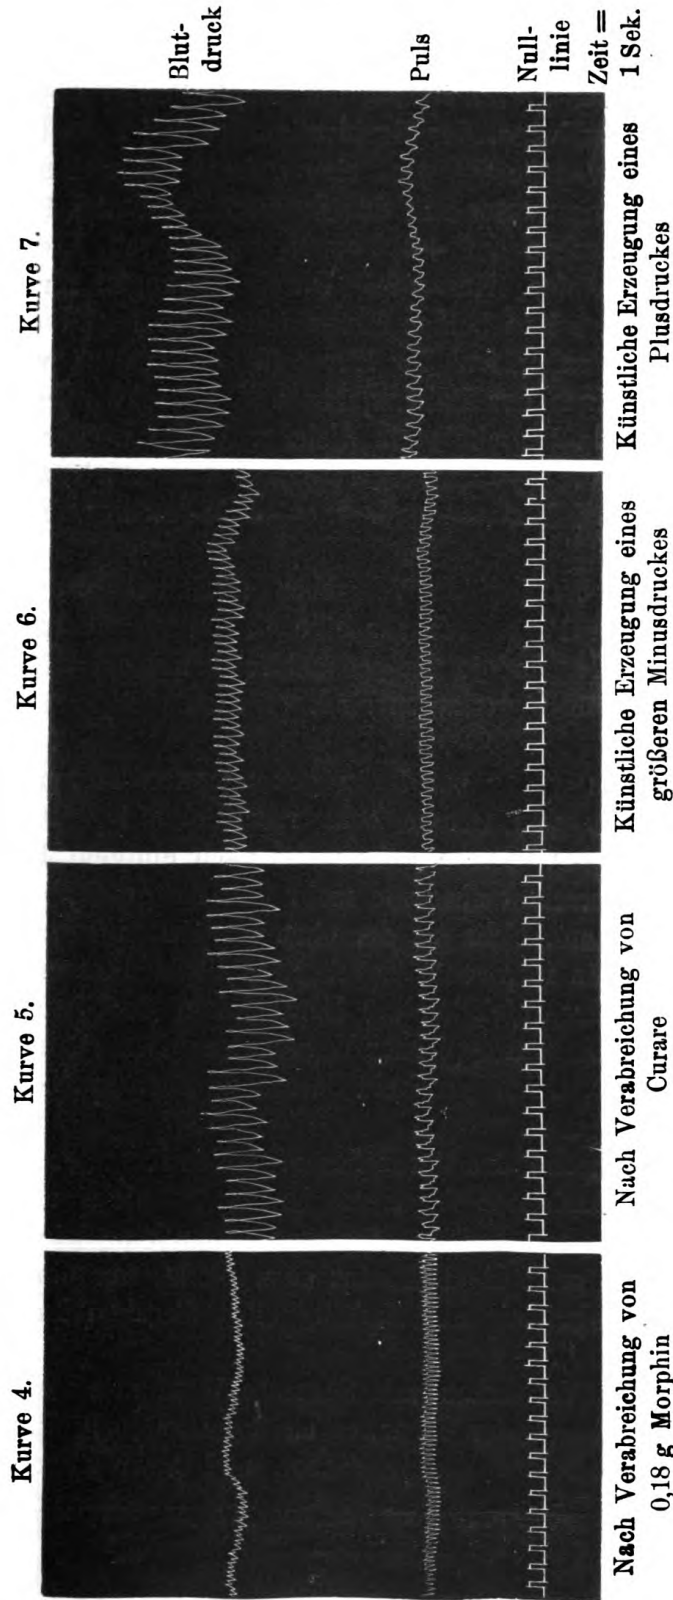 Kurve 4.
Nach Verabreichung von
0,18 g Morphin
Kurve 5.
Nach Verabreichung von
Curare
Kurve 6.
Künstliche Erzeugung eines
größeren Minusdruckes
Kurve 7.
Künstliche Erzeugung eines
Plusdruckes
Blut-
druck
Puls
Null-
linie
Zeit =
1 Sek.